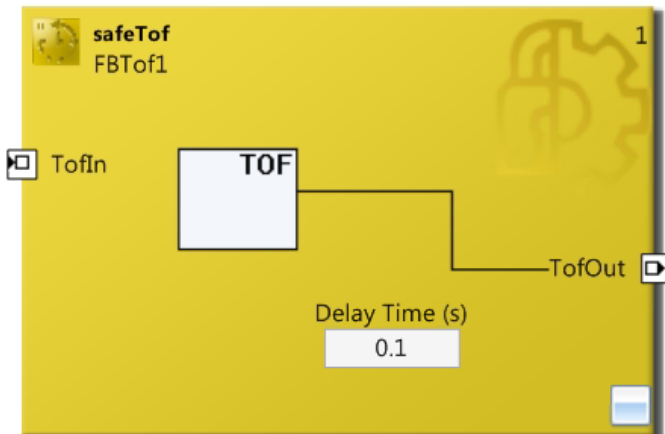 safeTof
1
FBTof1
TofIn
TOF
TofOut
Delay Time (s)
0.1